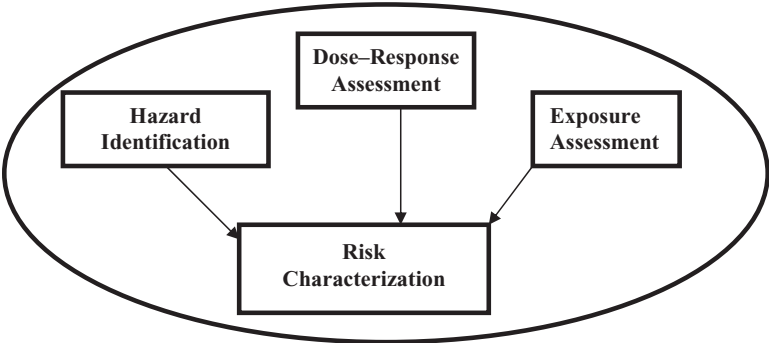 Dose–Response
Assessment
Hazard
Identification
Exposure
Assessment
Risk
Characterization